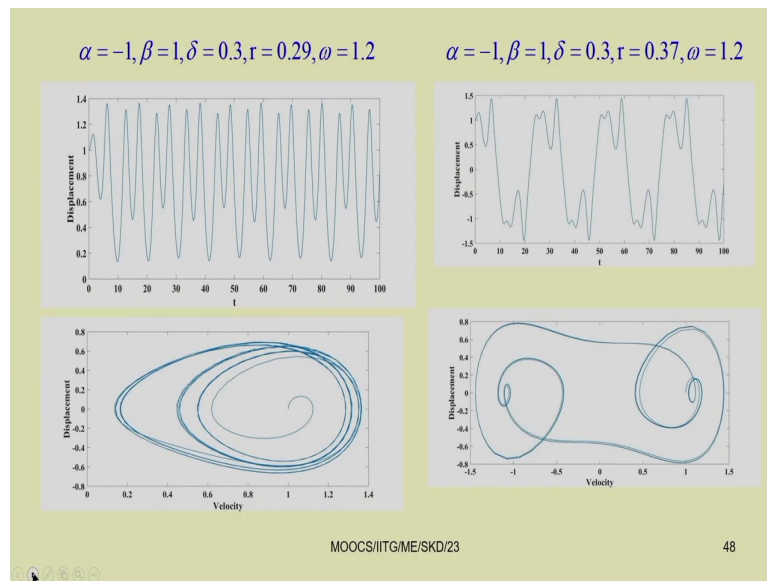 α = −1, β = 1, δ = 0.3, r = 0.29, ω = 1.2
α = −1, β = 1, δ = 0.3, r = 0.37, ω = 1.2
Displacement
1.4
1.2
1
0.8
0.6
0.4
0.2
0
0 10 20 30 40 50 60 70 80 90 100
t
Displacement
1.5
1
0.5
0
-0.5
-1
-1.5
0 10 20 30 40 50 60 70 80 90 100
t
Displacement
0.8
0.6
0.4
0.2
0
-0.2
-0.4
-0.6
-0.8
0 0.2 0.4 0.6 0.8 1 1.2 1.4
Velocity
Displacement
0.8
0.6
0.4
0.2
0
-0.2
-0.4
-0.6
-0.8
-1.5 -1 -0.5 0 0.5 1 1.5
Velocity
MOOCS/IITG/ME/SKD/23
48